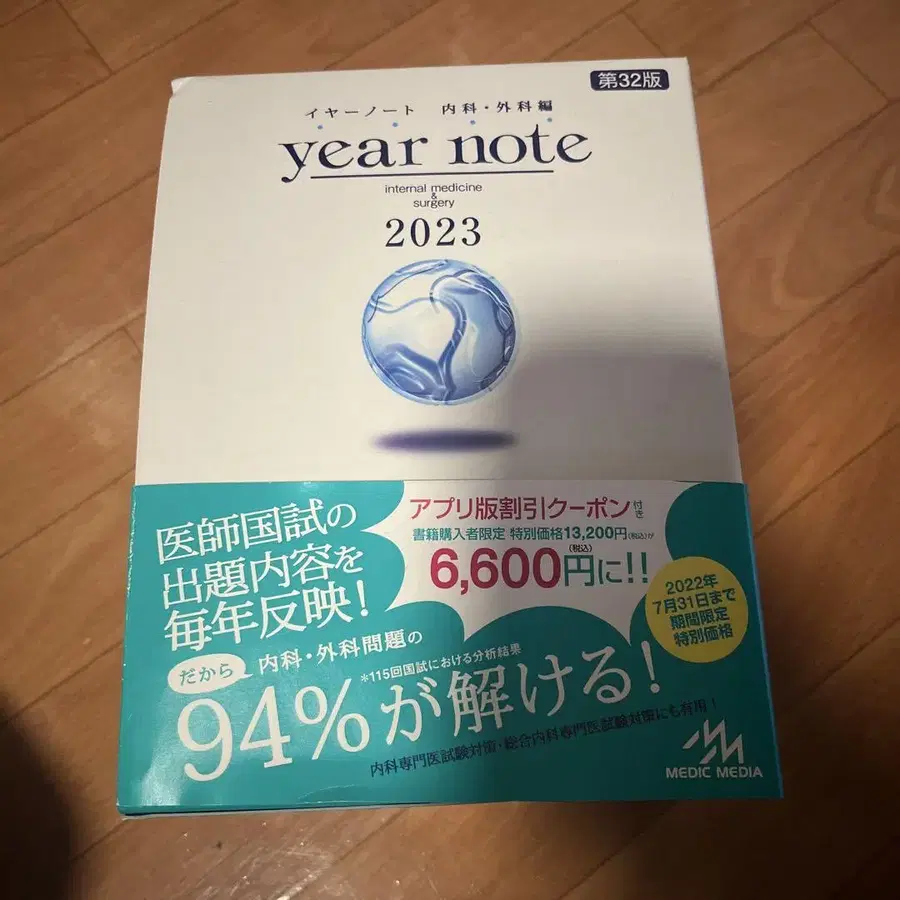 第32版
イヤーノート 内科・外科編
year note
internal medicine
&
surgery
2023
医師国試の
出題内容を
毎年反映!
アプリ版割引クーポン付き
書籍購入者限定 特別価格13,200円(税込)が
6,600円(税込)に!!
2022年
7月31日まで
期間限定
特別価格
だから
内科・外科問題の
*115回国試における分析結果
94%が解ける!
内科専門医試験対策・総合内科専門医試験対策にも有用!
MEDIC MEDIA